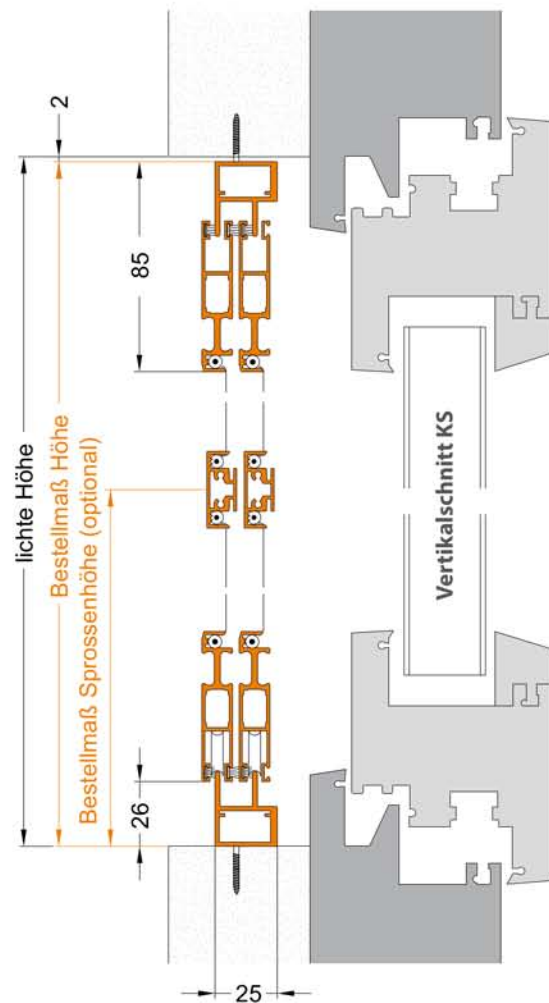 2
85
lichte Höhe
Bestellmaß Höhe
Bestellmaß Sprossenhöhe (optional)
Vertikalschnitt KS
26
25